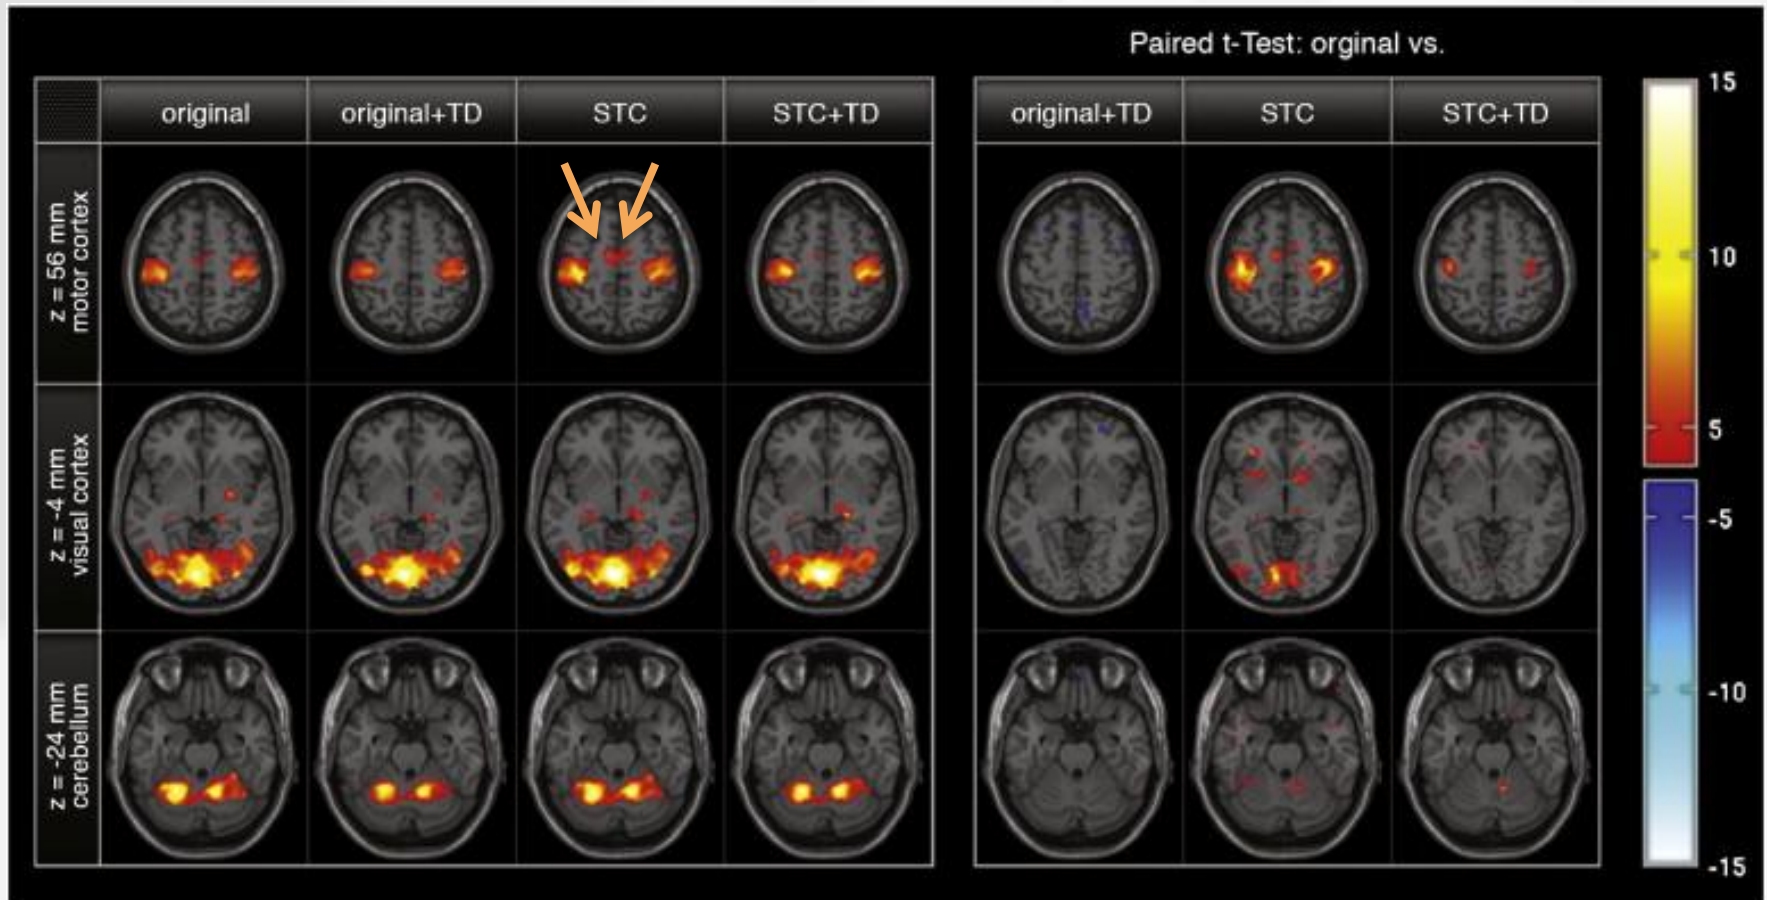 Paired t-Test: orginal vs.
original
original+TD
STC
STC+TD
original+TD
STC
STC+TD
z = 56 mm
motor cortex
z = -4 mm
visual cortex
z = -24 mm
cerebellum
15
10
5
-5
-10
-15